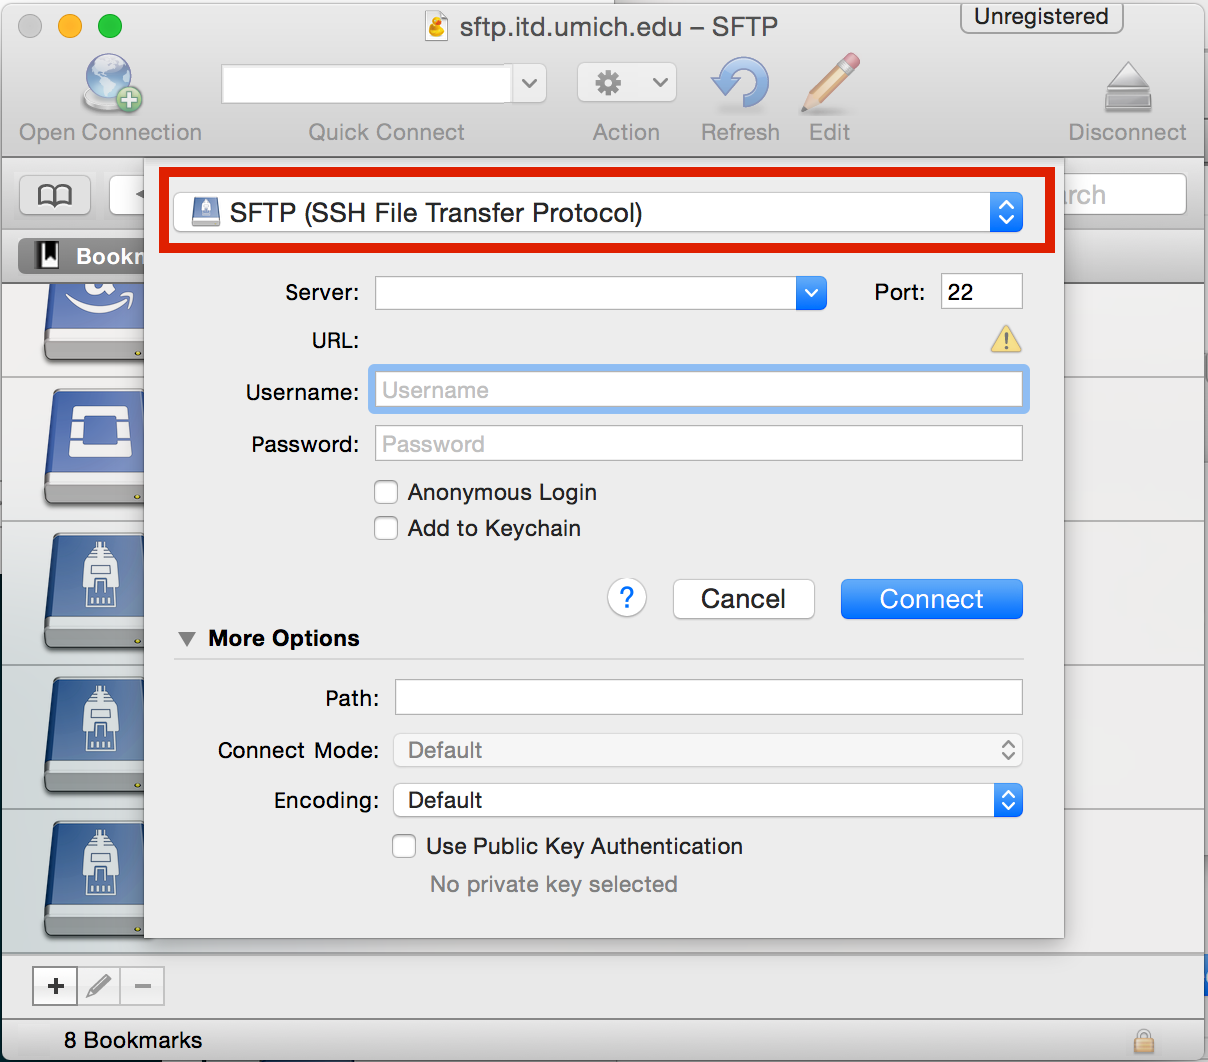 sftp.itd.umich.edu – SFTP
Unregistered
Open Connection
Quick Connect
Action
Refresh
Edit
Disconnect
SFTP (SSH File Transfer Protocol)
rch
Bookm
Server:
Port: 22
URL:
Username: Username
Password: Password
Anonymous Login
Add to Keychain
? Cancel Connect
More Options
Path:
Connect Mode: Default
Encoding: Default
Use Public Key Authentication
No private key selected
8 Bookmarks